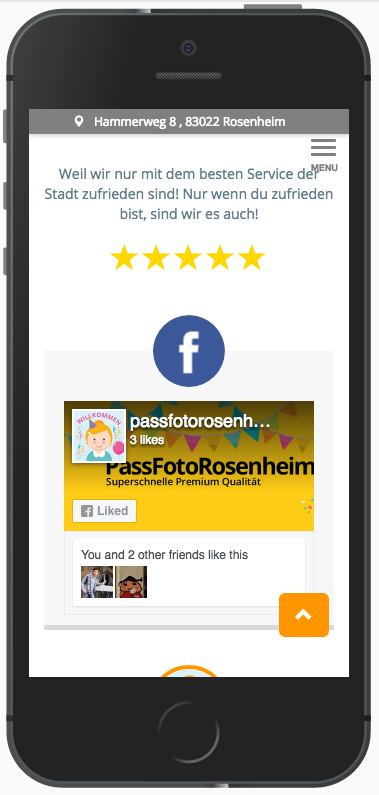 Hammerweg 8 , 83022 Rosenheim
MENU
Weil wir nur mit dem besten Service der
Stadt zufrieden sind! Nur wenn du zufrieden
bist, sind wir es auch!
f
WILLKOMMEN
passfotorosenh...
3 likes
PassFotoRosenheim
Superschnelle Premium Qualität
f Liked
You and 2 other friends like this